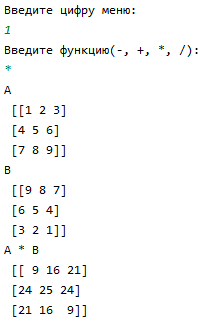 Введите цифру меню:
1
Введите функцию(-, +, *, /):
*
A
[[1 2 3]
[4 5 6]
[7 8 9]]
B
[[9 8 7]
[6 5 4]
[3 2 1]]
A * B
[[ 9 16 21]
[24 25 24]
[21 16  9]]